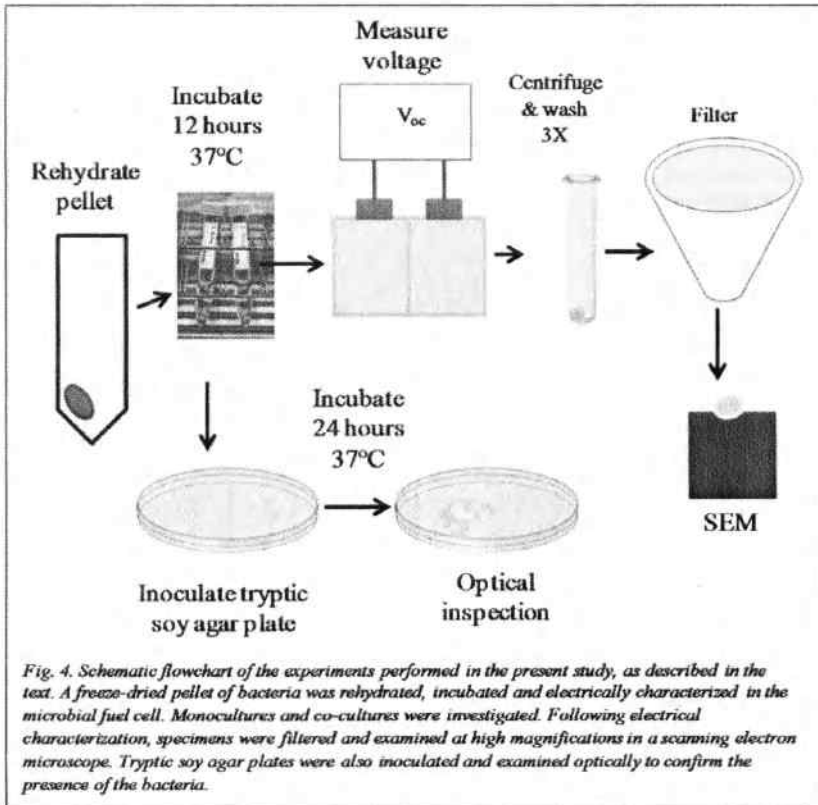 Measure
voltage
Incubate
12 hours
37°C
Voc
Centrifuge
& wash
3X
Filter
Rehydrate
pellet
Incubate
24 hours
37°C
SEM
Inoculate tryptic
soy agar plate
Optical
inspection
Fig. 4. Schematic flowchart of the experiments performed in the present study, as described in the
text. A freeze-dried pellet of bacteria was rehydrated, incubated and electrically characterized in the
microbial fuel cell. Monocultures and co-cultures were investigated. Following electrical
characterization, specimens were filtered and examined at high magnifications in a scanning electron
microscope. Tryptic soy agar plates were also inoculated and examined optically to confirm the
presence of the bacteria.